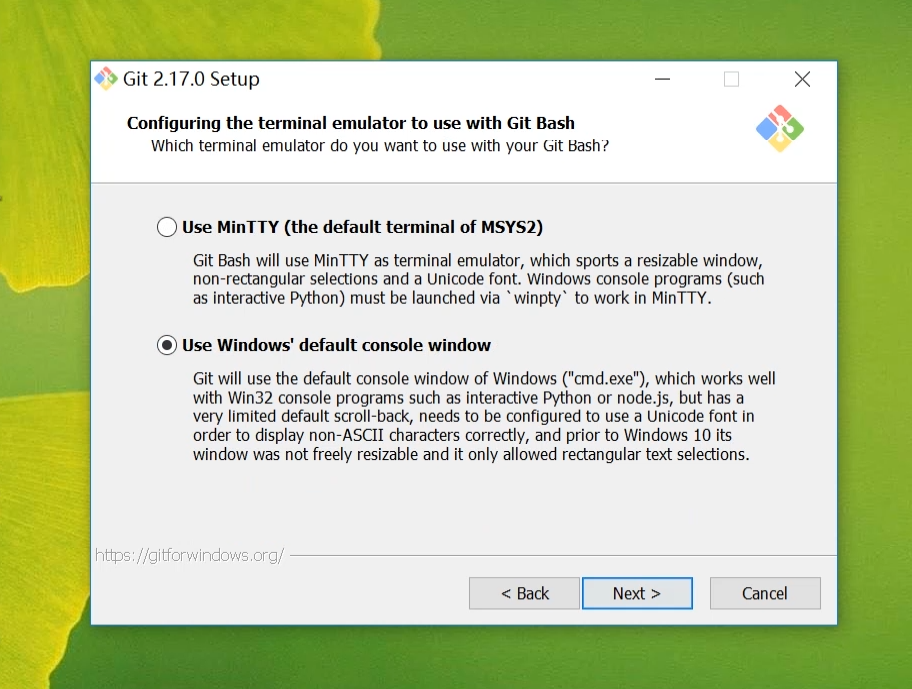 Git 2.17.0 Setup
Configuring the terminal emulator to use with Git Bash
Which terminal emulator do you want to use with your Git Bash?
Use MinTTY (the default terminal of MSYS2)
Git Bash will use MinTTY as terminal emulator, which sports a resizable window,
non-rectangular selections and a Unicode font. Windows console programs (such
as interactive Python) must be launched via `winpty` to work in MinTTY.
Use Windows' default console window
Git will use the default console window of Windows ("cmd.exe"), which works well
with Win32 console programs such as interactive Python or node.js, but has a
very limited default scroll-back, needs to be configured to use a Unicode font in
order to display non-ASCII characters correctly, and prior to Windows 10 its
window was not freely resizable and it only allowed rectangular text selections.
https://gitforwindows.org/
< Back
Next >
Cancel